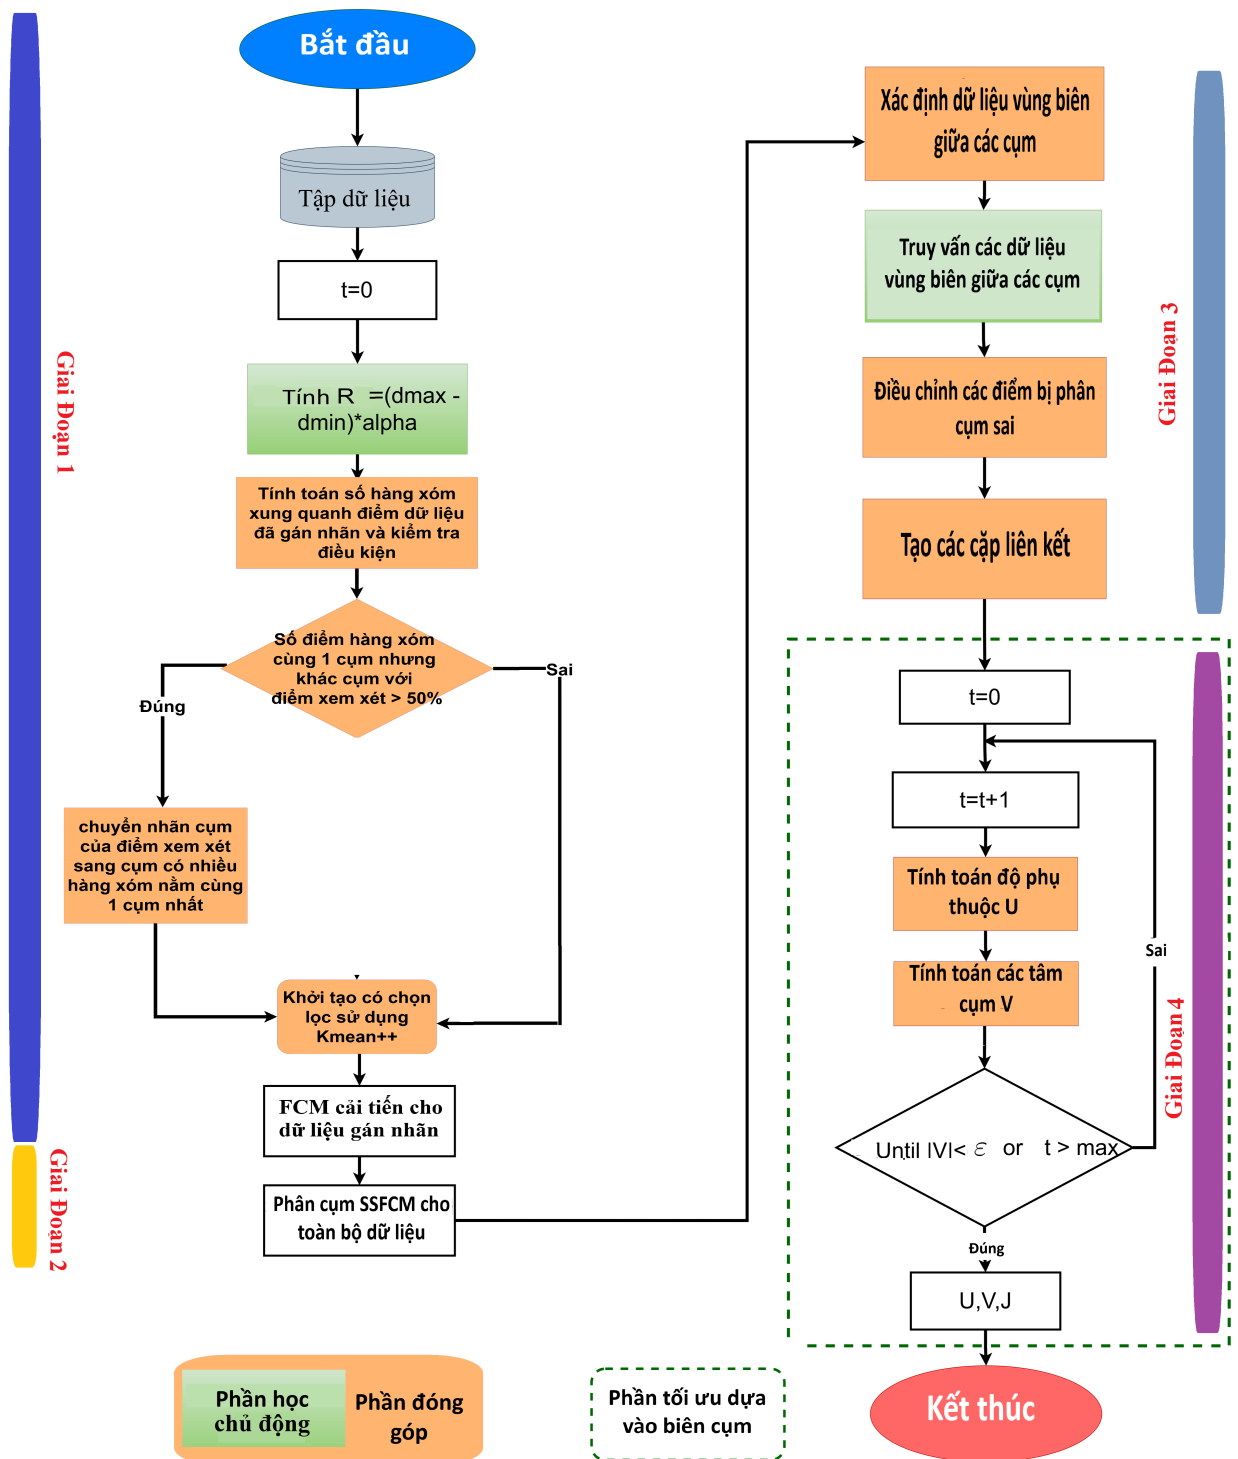 Bắt đầu
Tập dữ liệu
t=0
Tính R =(dmax -
dmin)*alpha
Tính toán số hàng xóm
xung quanh điểm dữ liệu
đã gán nhãn và kiểm tra
điều kiện
Số điểm hàng xóm
cùng 1 cụm nhưng
khác cụm với
điểm xem xét > 50%
Đúng
Sai
chuyển nhãn cụm
của điểm xem xét
sang cụm có nhiều
hàng xóm nằm cùng
1 cụm nhất
Khởi tạo có chọn
lọc sử dụng
Kmean++
FCM cải tiến cho
dữ liệu gán nhãn
Phân cụm SSFCM cho
toàn bộ dữ liệu
Giai Đoạn 1
Giai Đoạn 2
Xác định dữ liệu vùng biên
giữa các cụm
Truy vấn các dữ liệu
vùng biên giữa các cụm
Điều chỉnh các điểm bị phân
cụm sai
Tạo các cặp liên kết
Giai Đoạn 3
t=0
t=t+1
Tính toán độ phụ
thuộc U
Tính toán các tâm
cụm V
Until |V|< ε or t > max
Sai
Đúng
U,V,J
Giai Đoạn 4
Kết thúc
Phần học
chủ động
Phần đóng
góp
Phần tối ưu dựa
vào biên cụm